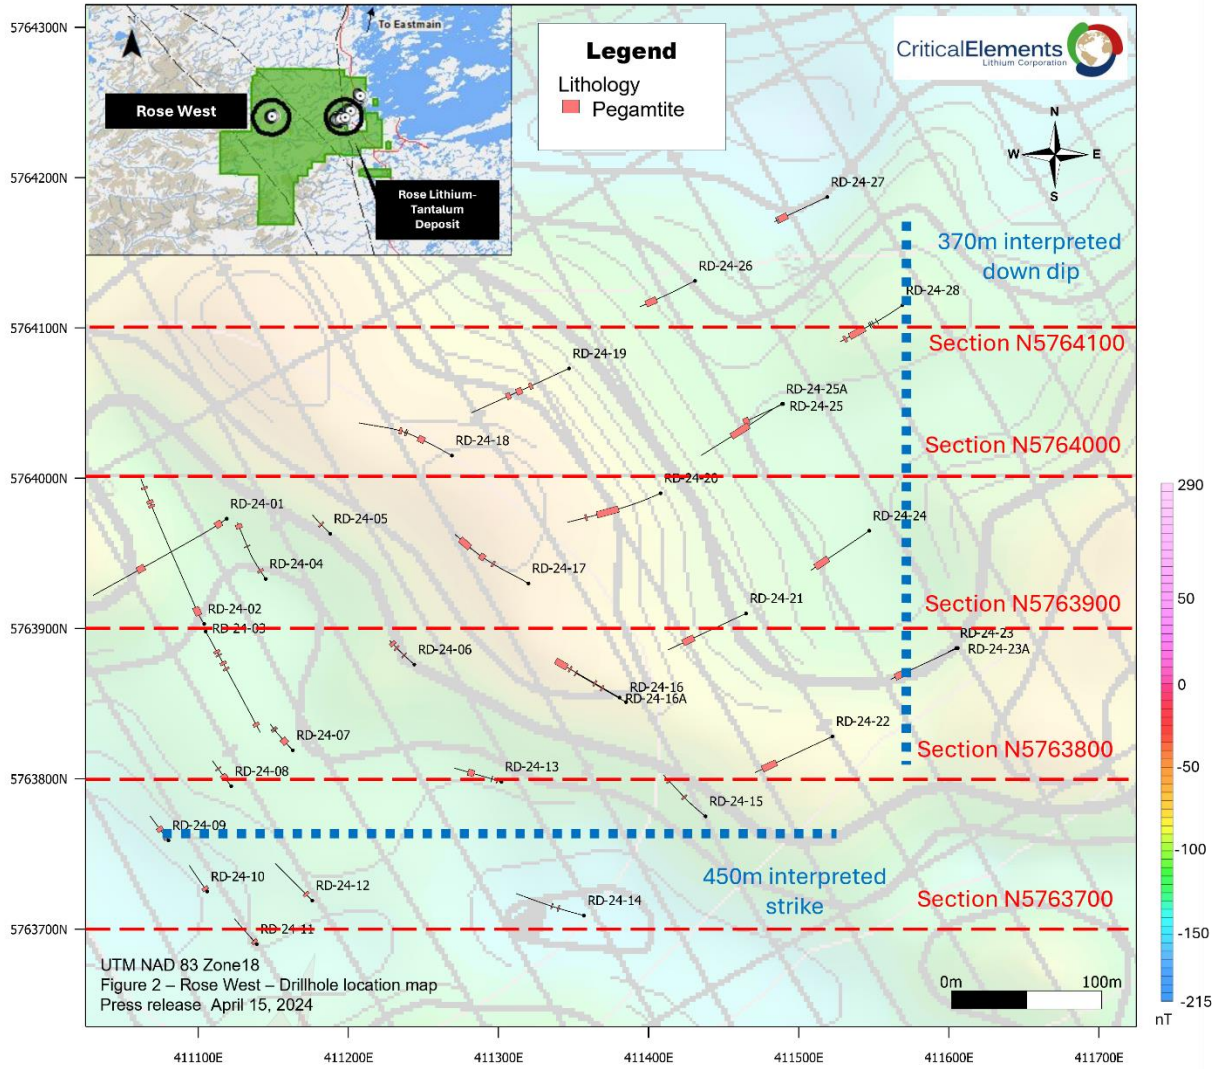 5764300N
5764200N
5764100N
5764000N
5763900N
5763800N
5763700N
To Eastmain
Rose West
Rose Lithium-
Tantalum
Deposit
Legend
Lithology
Pegamtite
CriticalElements
Lithium Corporation
N
W
E
S
RD-24-27
370m interpreted
down dip
RD-24-26
RD-24-28
Section N5764100
RD-24-19
RD-24-25A
RD-24-25
RD-24-18
Section N5764000
RD-24-20
RD-24-01
RD-24-05
RD-24-24
RD-24-04
RD-24-17
RD-24-02
RD-24-03
RD-24-21
Section N5763900
RD-24-06
RD-24-23
RD-24-23A
RD-24-16
RD-24-16A
RD-24-07
RD-24-22
Section N5763800
RD-24-08
RD-24-13
RD-24-15
RD-24-09
RD-24-10
RD-24-12
450m interpreted
strike
RD-24-14
Section N5763700
RD-24-11
UTM NAD 83 Zone18
Figure 2 – Rose West – Drillhole location map
Press release April 15, 2024
0m
100m
290
50
0
-50
-100
-150
-215
nT
411100E
411200E
411300E
411400E
411500E
411600E
411700E